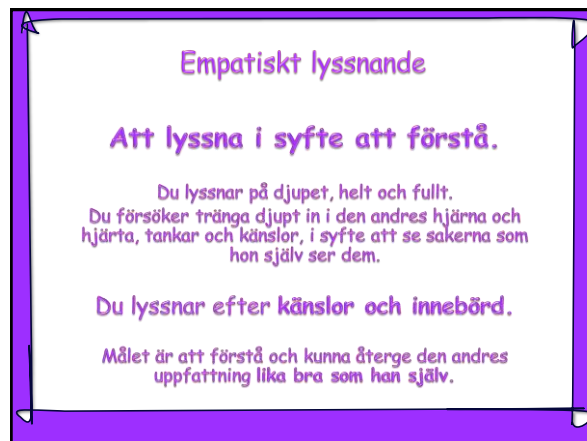 Empatiskt lyssnande
Att lyssna i syfte att förstå.
Du lyssnar på djupet, helt och fullt.
Du försöker tränga djupt in i den andres hjärna och
hjärta, tankar och känslor, i syfte att se sakerna som
hon själv ser dem.
Du lyssnar efter känslor och innebörd.
Målet är att förstå och kunna återge den andres
uppfattning lika bra som han själv.